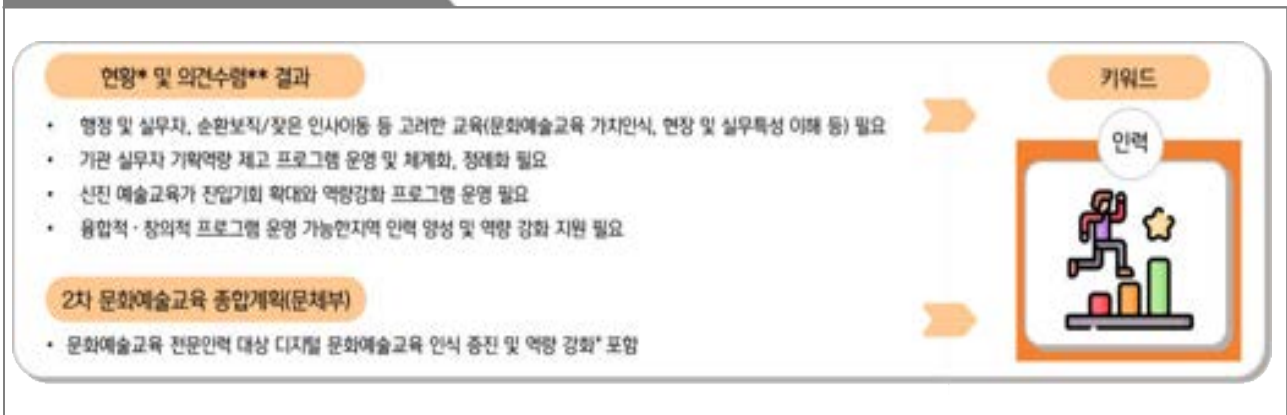 현황* 및 의견수렴** 결과
• 행정 및 실무자, 순환보직/잦은 인사이동 등 고려한 교육(문화예술교육 가치인식, 현장 및 실무특성 이해 등) 필요
• 기관 실무자 기획역량 제고 프로그램 운영 및 체계화, 정례화 필요
• 신진 예술교육가 진입기회 확대와 역량강화 프로그램 운영 필요
• 융합적·창의적 프로그램 운영 가능한지역 인력 양성 및 역량 강화 지원 필요
2차 문화예술교육 종합계획(문체부)
• 문화예술교육 전문인력 대상 디지털 문화예술교육 인식 증진 및 역량 강화* 포함
키워드
인력